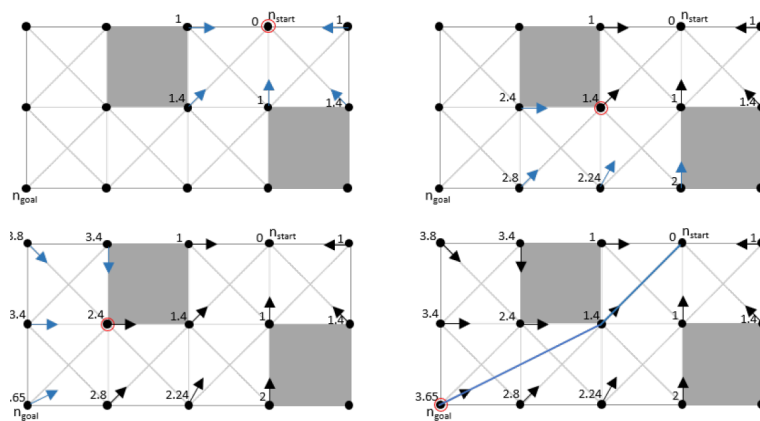 1 0 n_start 1
1.4 1 1.4
n_goal
1 0 n_start 1
2.4 1.4 1 1.4
2.8 2.24 2
n_goal
3.8 3.4 1 0 n_start 1
3.4 2.4 1.4 1 1.4
.65 2.8 2.24 2
n_goal
3.8 3.4 1 0 n_start 1
3.4 2.4 1.4 1 1.4
3.65 2.8 2.24 2
n_goal